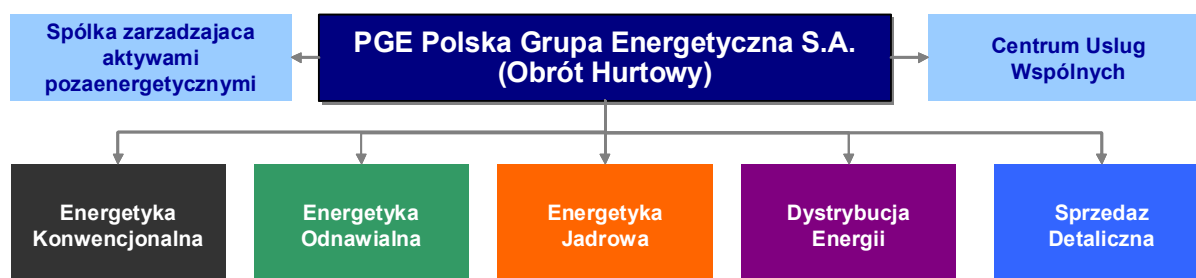 Spólka zarzadzajaca
aktywami
pozaenergetycznymi
PGE Polska Grupa Energetyczna S.A.
(Obrót Hurtowy)
Centrum Uslug
Wspólnych
Energetyka
Konwencjonalna
Energetyka
Odnawialna
Energetyka
Jadrowa
Dystrybucja
Energii
Sprzedaz
Detaliczna